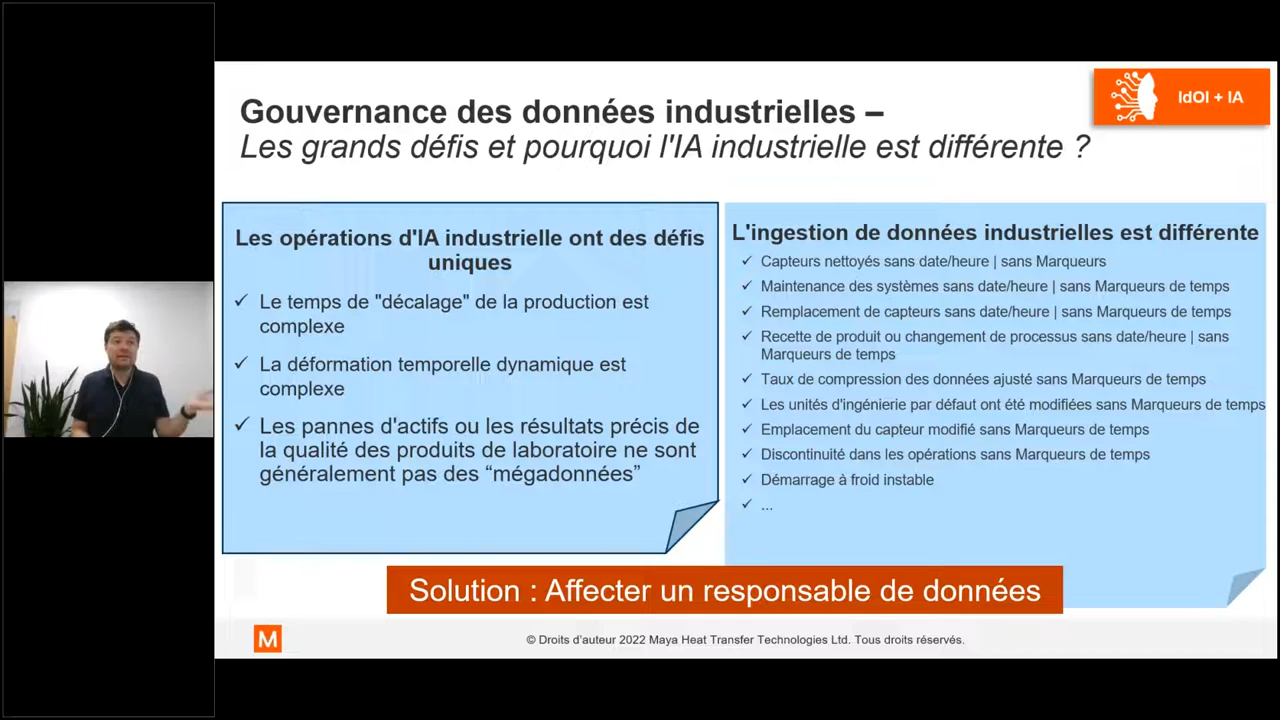 Gouvernance des données industrielles –
Les grands défis et pourquoi l'IA industrielle est différente ?
IdOI + IA
Les opérations d'IA industrielle ont des défis
uniques
Le temps de "décalage" de la production est
complexe
La déformation temporelle dynamique est
complexe
Les pannes d'actifs ou les résultats précis de
la qualité des produits de laboratoire ne sont
généralement pas des “mégadonnées”
L'ingestion de données industrielles est différente
Capteurs nettoyés sans date/heure | sans Marqueurs
Maintenance des systèmes sans date/heure | sans Marqueurs de temps
Remplacement de capteurs sans date/heure | sans Marqueurs de temps
Recette de produit ou changement de processus sans date/heure | sans
Marqueurs de temps
Taux de compression des données ajusté sans Marqueurs de temps
Les unités d'ingénierie par défaut ont été modifiées sans Marqueurs de temps
Emplacement du capteur modifié sans Marqueurs de temps
Discontinuité dans les opérations sans Marqueurs de temps
Démarrage à froid instable
...
Solution : Affecter un responsable de données
M
© Droits d'auteur 2022 Maya Heat Transfer Technologies Ltd. Tous droits réservés.